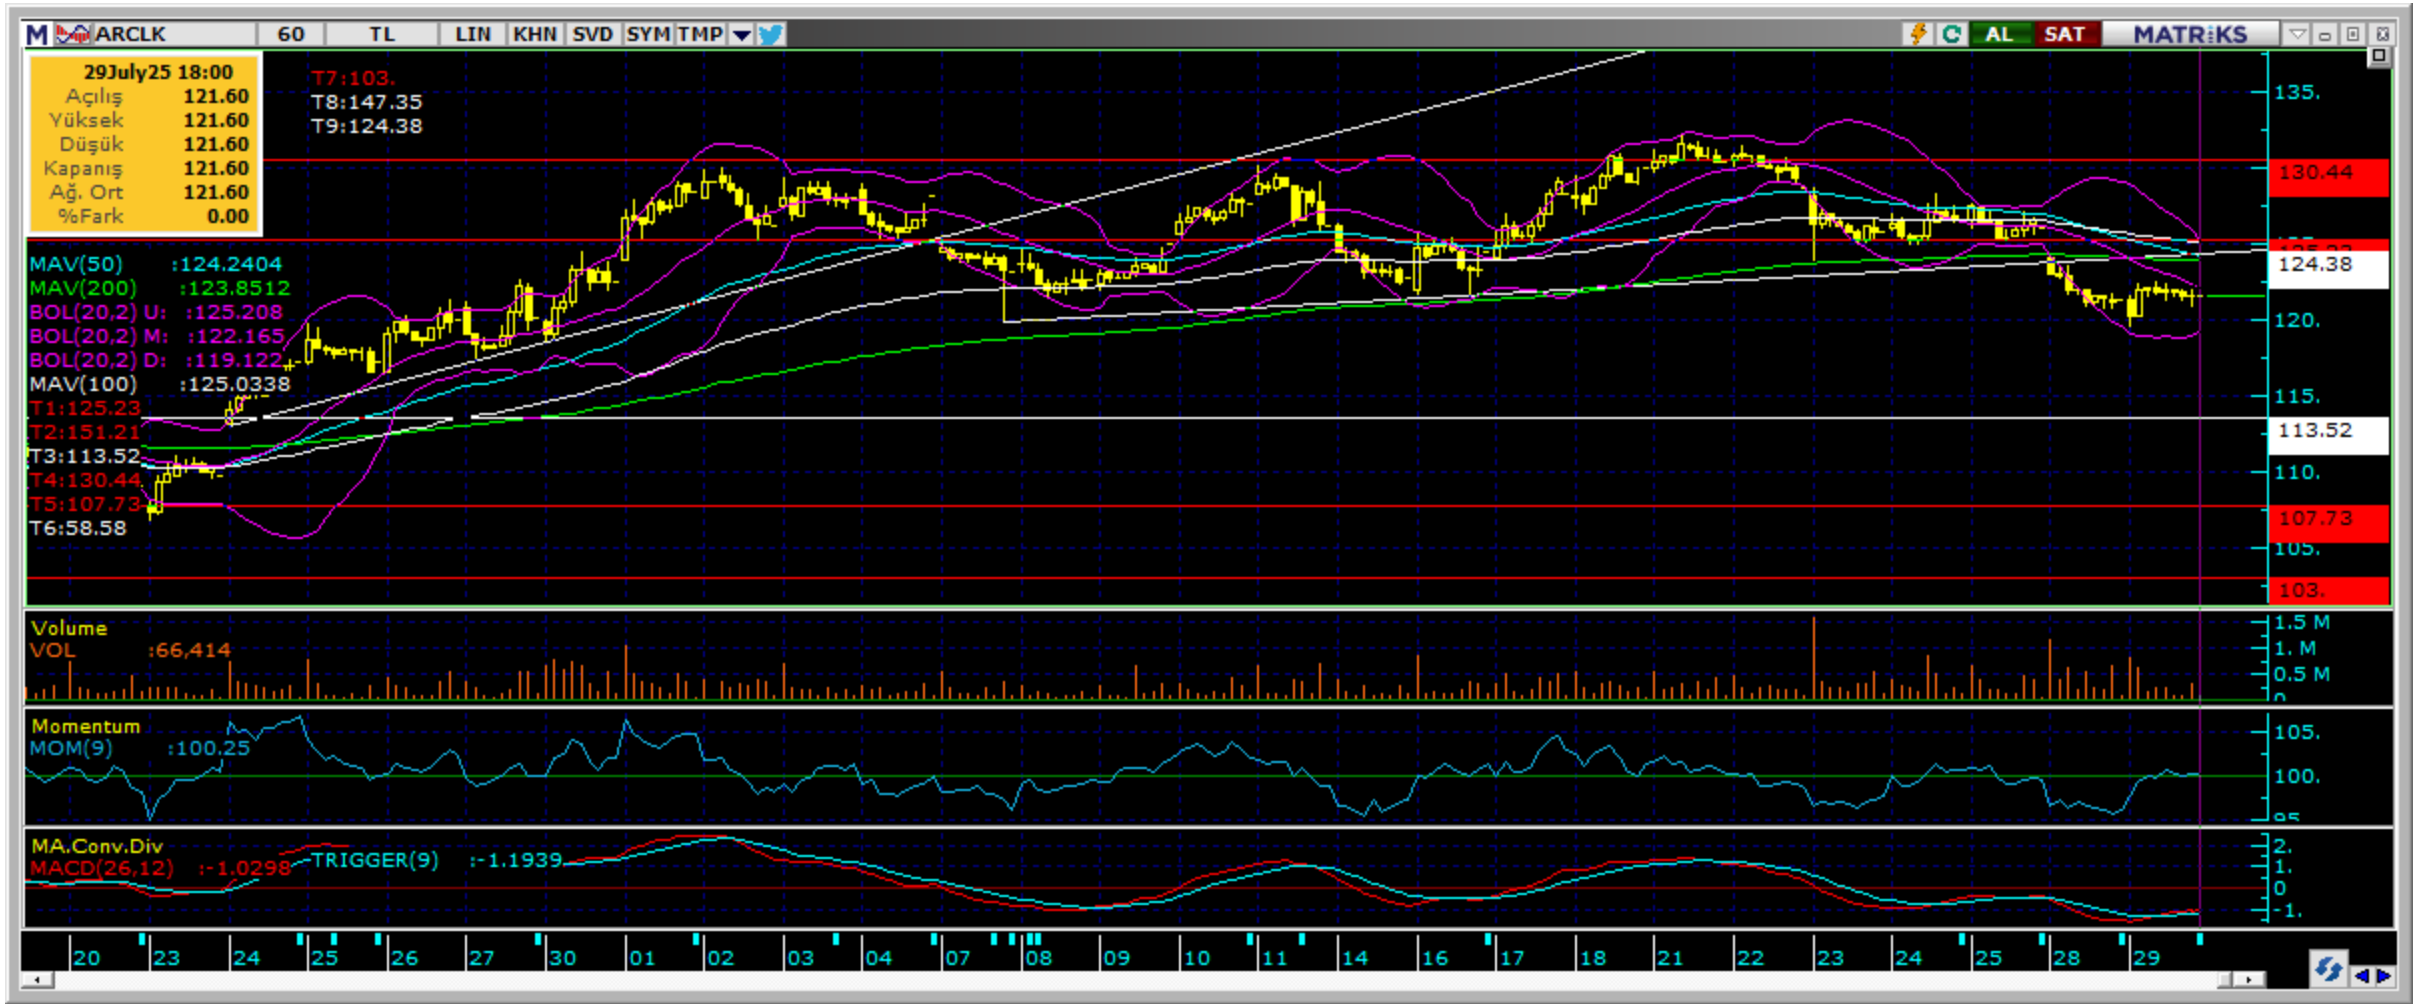 M ARCLK 60 TL LIN KHN SVD SYM TMP AL SAT MATRiKS
29July25 18:00
Açılış 121.60
Yüksek 121.60
Düşük 121.60
Kapanış 121.60
Ağ. Ort 121.60
%Fark 0.00
T7:103.
T8:147.35
T9:124.38
MAV(50) :124.2404
MAV(200) :123.8512
BOL(20,2) U: :125.208
BOL(20,2) M: :122.165
BOL(20,2) D: :119.122
MAV(100) :125.0338
T1:125.23
T2:151.21
T3:113.52
T4:130.44
T5:107.73
T6:58.58
135.
130.44
124.38
120.
115.
113.52
110.
107.73
105.
103.
Volume
VOL :66,414
1.5 M
1. M
0.5 M
0
Momentum
MOM(9) :100.25
105.
100.
95
MA.Conv.Div
MACD(26,12) :-1.0298 TRIGGER(9) :-1.1939
2.
1.
0
-1.
20 23 24 25 26 27 30 01 02 03 04 07 08 09 10 11 14 16 17 18 21 22 23 24 25 28 29